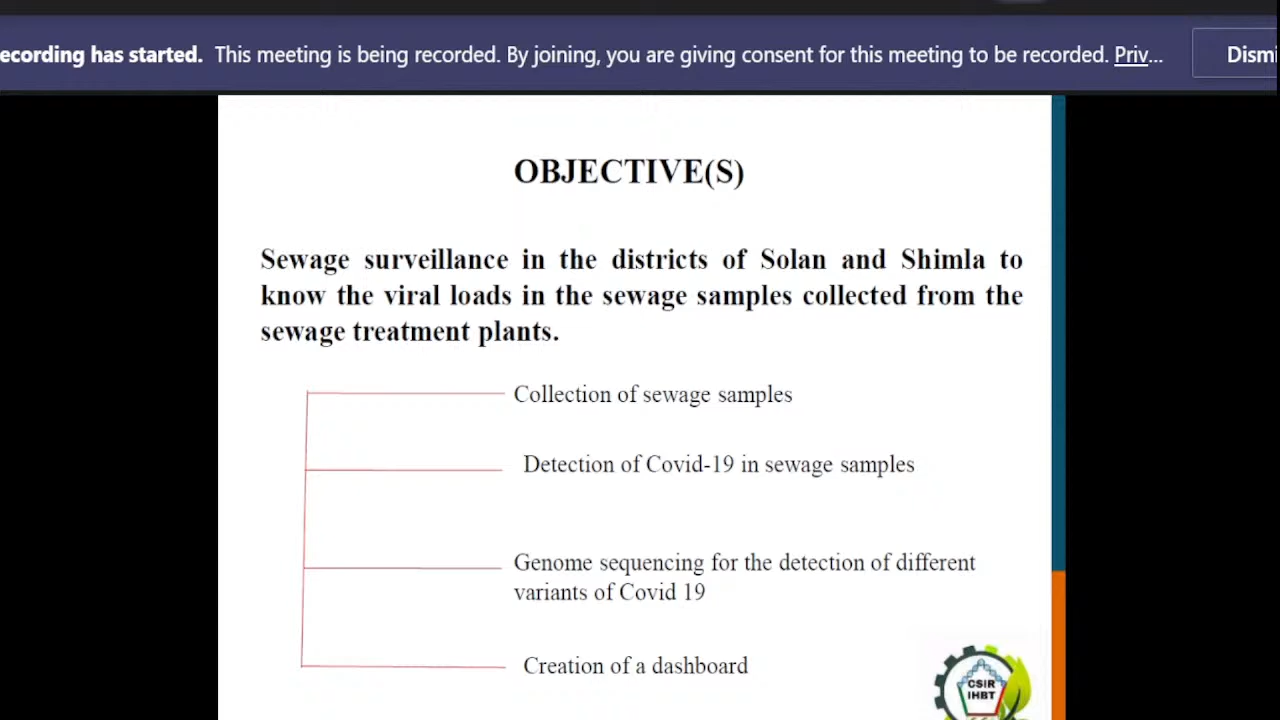 ecording has started. This meeting is being recorded. By joining, you are giving consent for this meeting to be recorded. Priv... Dismi
OBJECTIVE(S)
Sewage surveillance in the districts of Solan and Shimla to
know the viral loads in the sewage samples collected from the
sewage treatment plants.
Collection of sewage samples
Detection of Covid-19 in sewage samples
Genome sequencing for the detection of different
variants of Covid 19
Creation of a dashboard
CSIR
IHBT